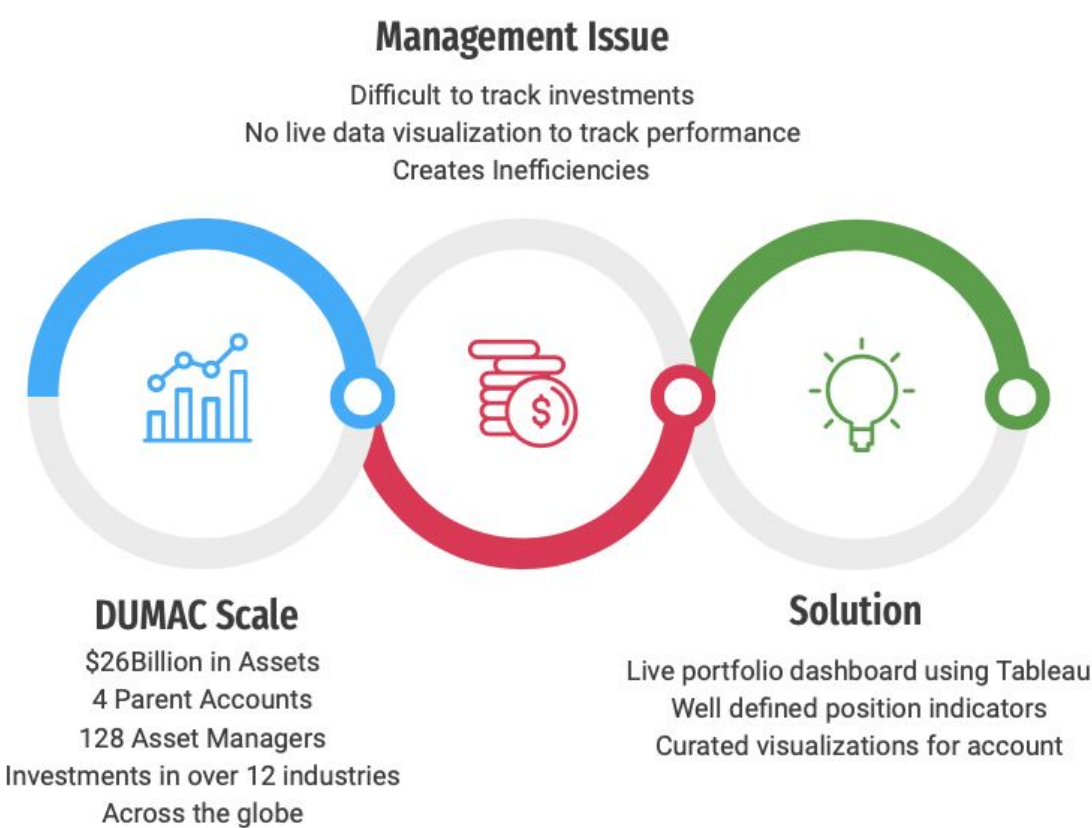 Management Issue
Difficult to track investments
No live data visualization to track performance
Creates Inefficiencies
$
DUMAC Scale
$26Billion in Assets
4 Parent Accounts
128 Asset Managers
Investments in over 12 industries
Across the globe
Solution
Live portfolio dashboard using Tableau
Well defined position indicators
Curated visualizations for account